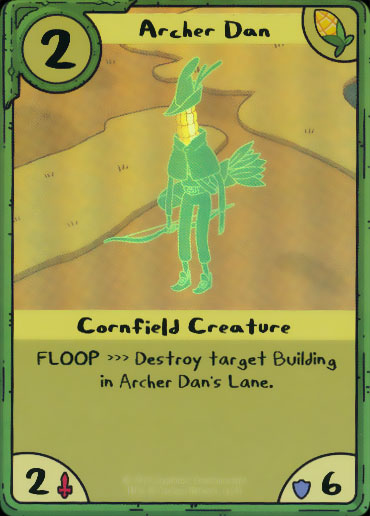 2
Archer Dan
Cornfield Creature
FLOOP >>> Destroy target Building
in Archer Dan's Lane.
2
6